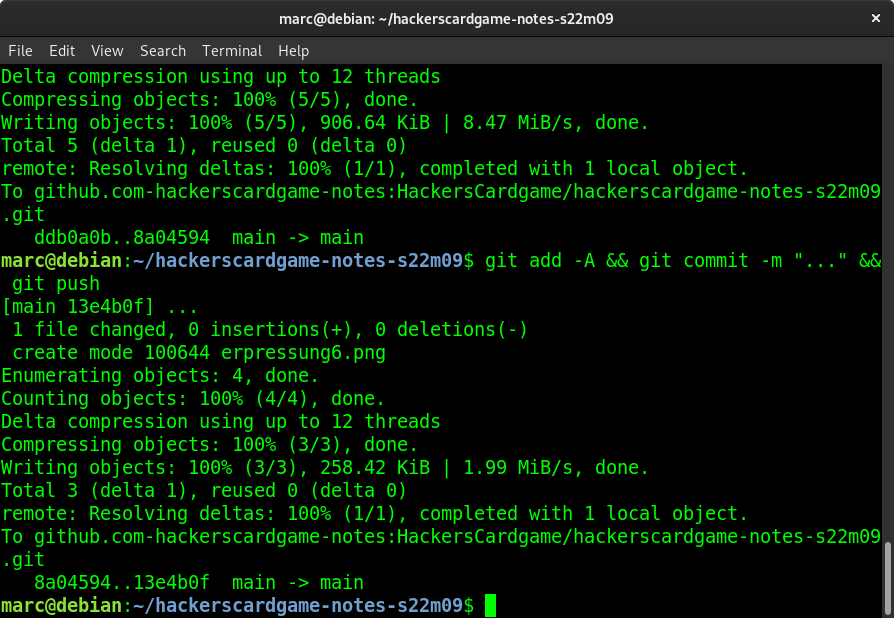 marc@debian: ~/hackerscardgame-notes-s22m09
×
File Edit View Search Terminal Help
Delta compression using up to 12 threads
Compressing objects: 100% (5/5), done.
Writing objects: 100% (5/5), 906.64 KiB | 8.47 MiB/s, done.
Total 5 (delta 1), reused 0 (delta 0)
remote: Resolving deltas: 100% (1/1), completed with 1 local object.
To github.com-hackerscardgame-notes:HackersCardgame/hackerscardgame-notes-s22m09
.git
   ddb0a0b..8a04594  main -> main
marc@debian:~/hackerscardgame-notes-s22m09$ git add -A && git commit -m "..." &&
 git push
[main 13e4b0f] ...
 1 file changed, 0 insertions(+), 0 deletions(-)
 create mode 100644 erpressung6.png
Enumerating objects: 4, done.
Counting objects: 100% (4/4), done.
Delta compression using up to 12 threads
Compressing objects: 100% (3/3), done.
Writing objects: 100% (3/3), 258.42 KiB | 1.99 MiB/s, done.
Total 3 (delta 1), reused 0 (delta 0)
remote: Resolving deltas: 100% (1/1), completed with 1 local object.
To github.com-hackerscardgame-notes:HackersCardgame/hackerscardgame-notes-s22m09
.git
   8a04594..13e4b0f  main -> main
marc@debian:~/hackerscardgame-notes-s22m09$